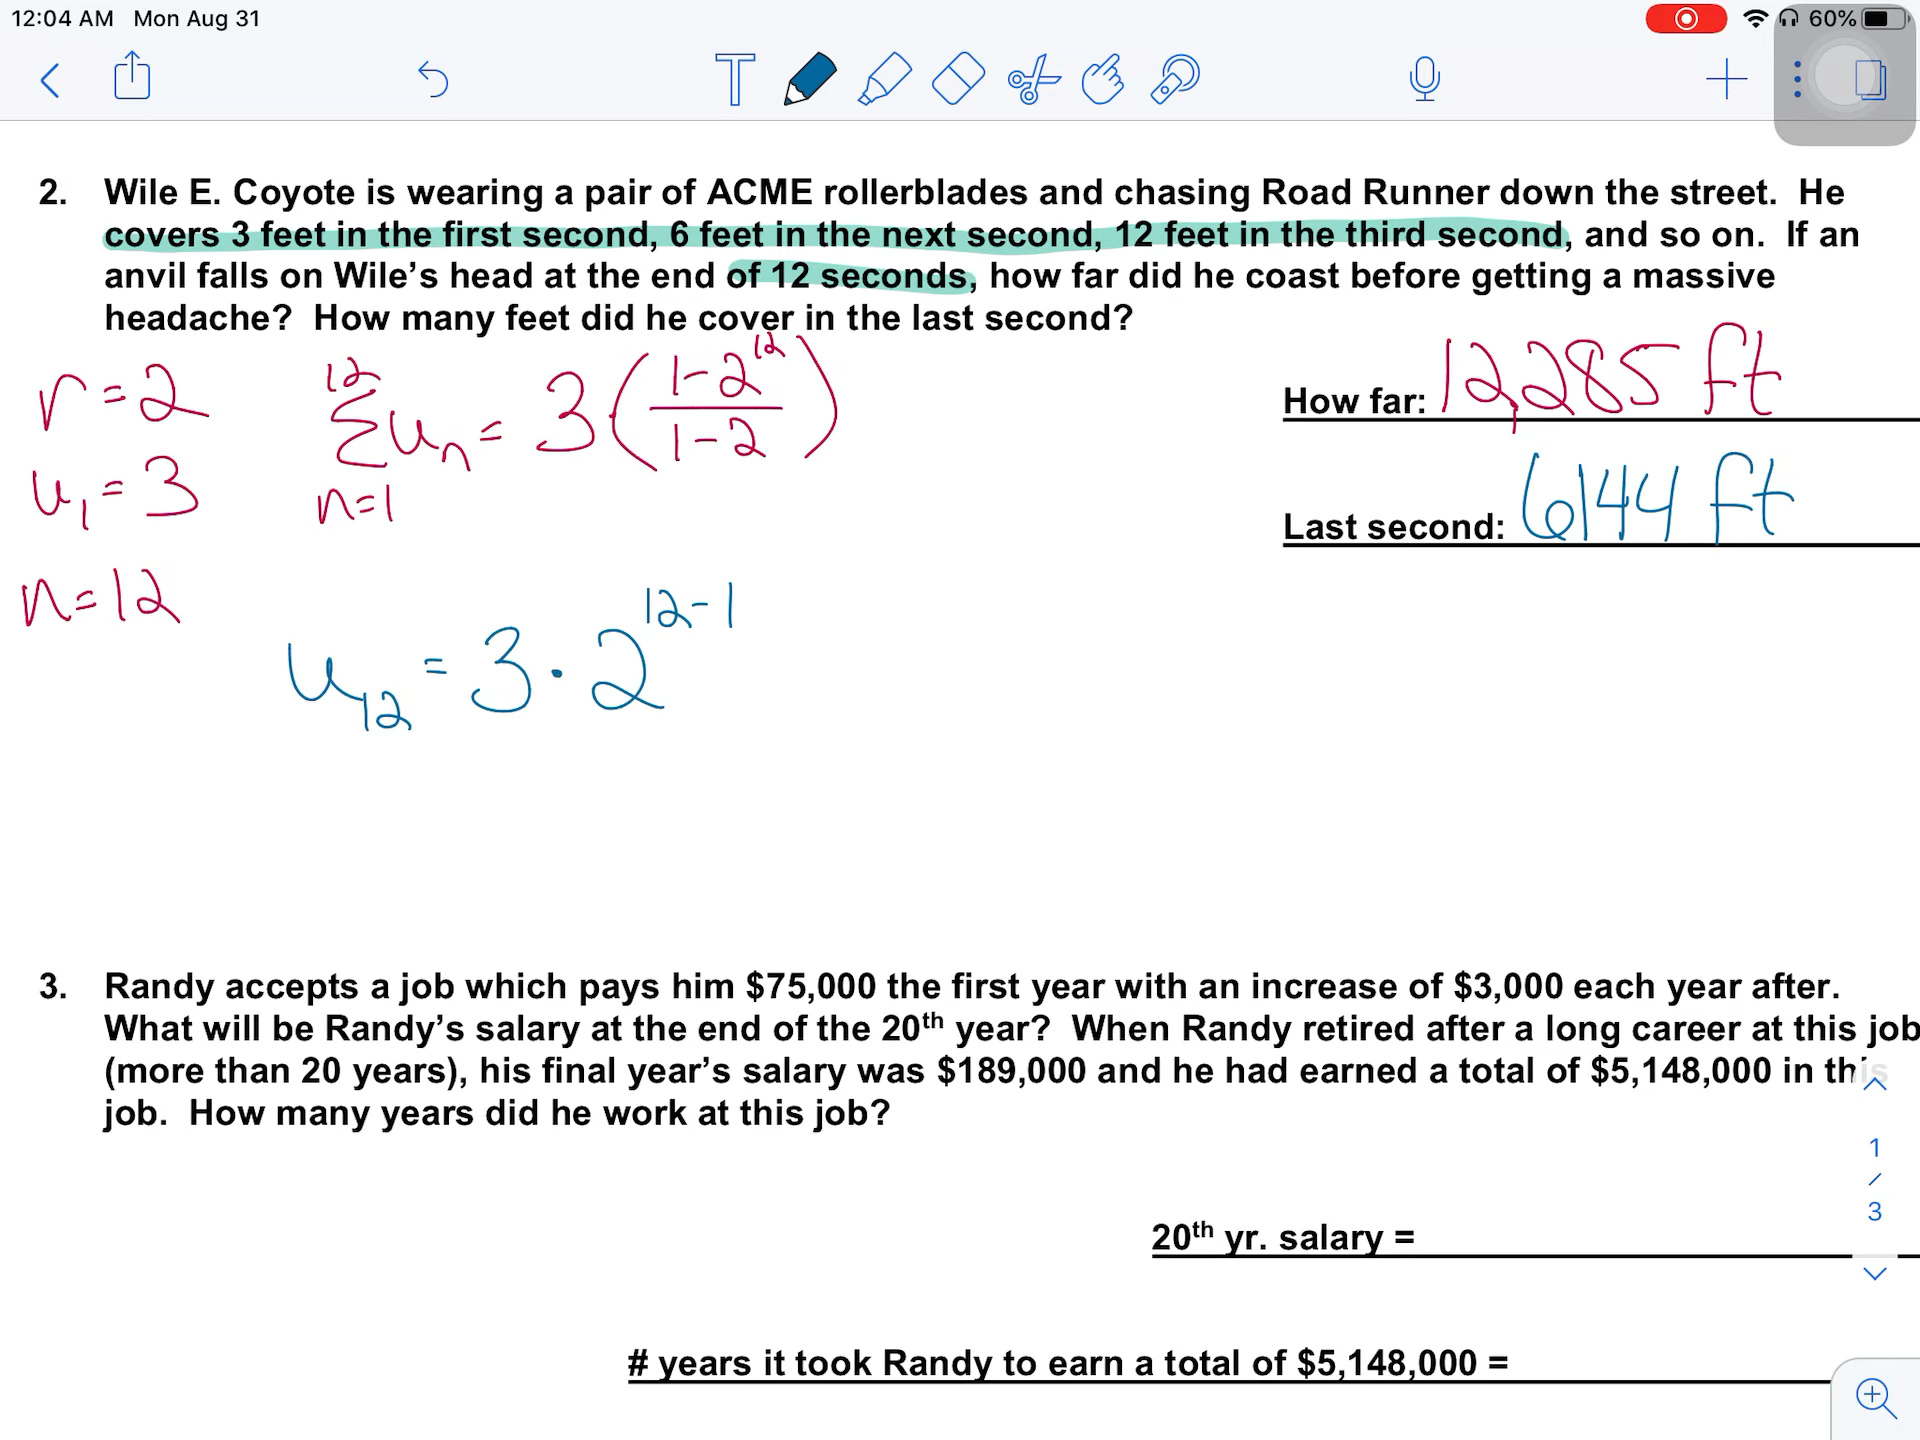 12:04 AM Mon Aug 31
60%
T
2. Wile E. Coyote is wearing a pair of ACME rollerblades and chasing Road Runner down the street. He
covers 3 feet in the first second, 6 feet in the next second, 12 feet in the third second, and so on. If an
anvil falls on Wile's head at the end of 12 seconds, how far did he coast before getting a massive
headache? How many feet did he cover in the last second?
r = 2
u₁ = 3
n = 12
12
∑ uₙ = 3 ( (1-2¹²) / (1-2) )
n=1
u₁₂ = 3 · 2¹²⁻¹
How far: 12,285 ft
Last second: 6144 ft
3. Randy accepts a job which pays him $75,000 the first year with an increase of $3,000 each year after.
What will be Randy's salary at the end of the 20th year? When Randy retired after a long career at this job
(more than 20 years), his final year's salary was $189,000 and he had earned a total of $5,148,000 in this
job. How many years did he work at this job?
1
/
3
20th yr. salary =
# years it took Randy to earn a total of $5,148,000 =